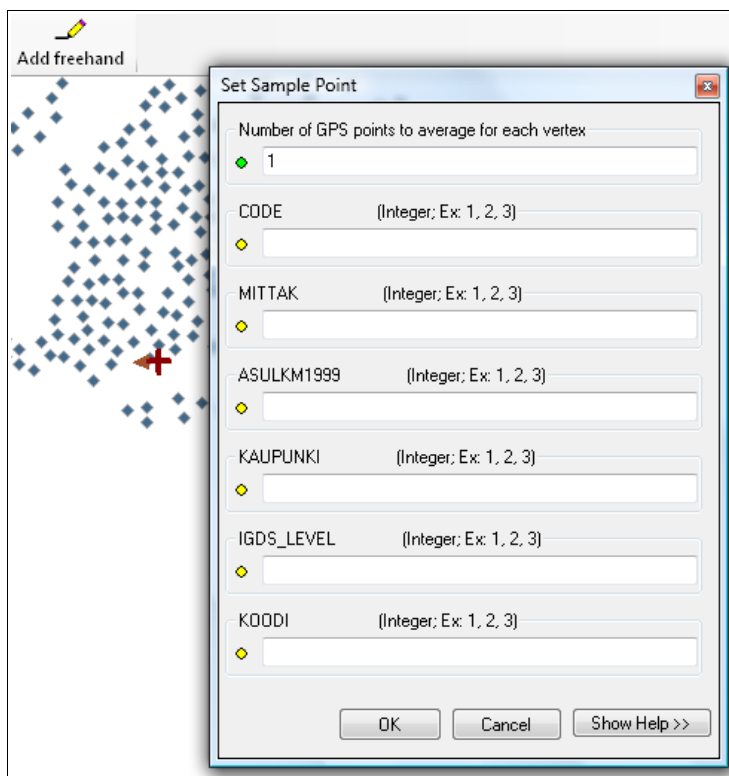 Add freehand
Set Sample Point
Number of GPS points to average for each vertex
1
CODE (Integer; Ex: 1, 2, 3)
MITTAK (Integer; Ex: 1, 2, 3)
ASULKM1999 (Integer; Ex: 1, 2, 3)
KAUPUNKI (Integer; Ex: 1, 2, 3)
IGDS_LEVEL (Integer; Ex: 1, 2, 3)
KOODI (Integer; Ex: 1, 2, 3)
OK Cancel Show Help >>